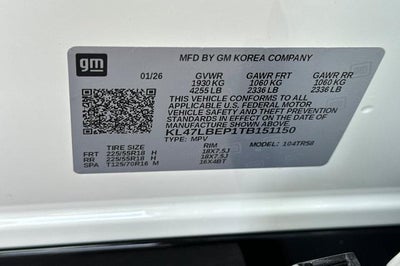 gm
MFD BY GM KOREA COMPANY
01/26 GVWR GAWR FRT GAWR RR
1930 KG 1060 KG 1060 KG
4255 LB 2336 LB 2336 LB
THIS VEHICLE CONFORMS TO ALL
APPLICABLE U.S. FEDERAL MOTOR
VEHICLE SAFETY AND THEFT PREVENTION
STANDARDS IN EFFECT ON THE DATE OF
MANUFACTURE SHOWN ABOVE.
KL47LBEP1TB151150
TYPE: MPV MODEL: 104TR58
TIRE SIZE RIM
FRT 225/55R18 H 18X7.5J
RR 225/55R18 H 18X7.5J
SPA T125/70R16 M 16X4BT